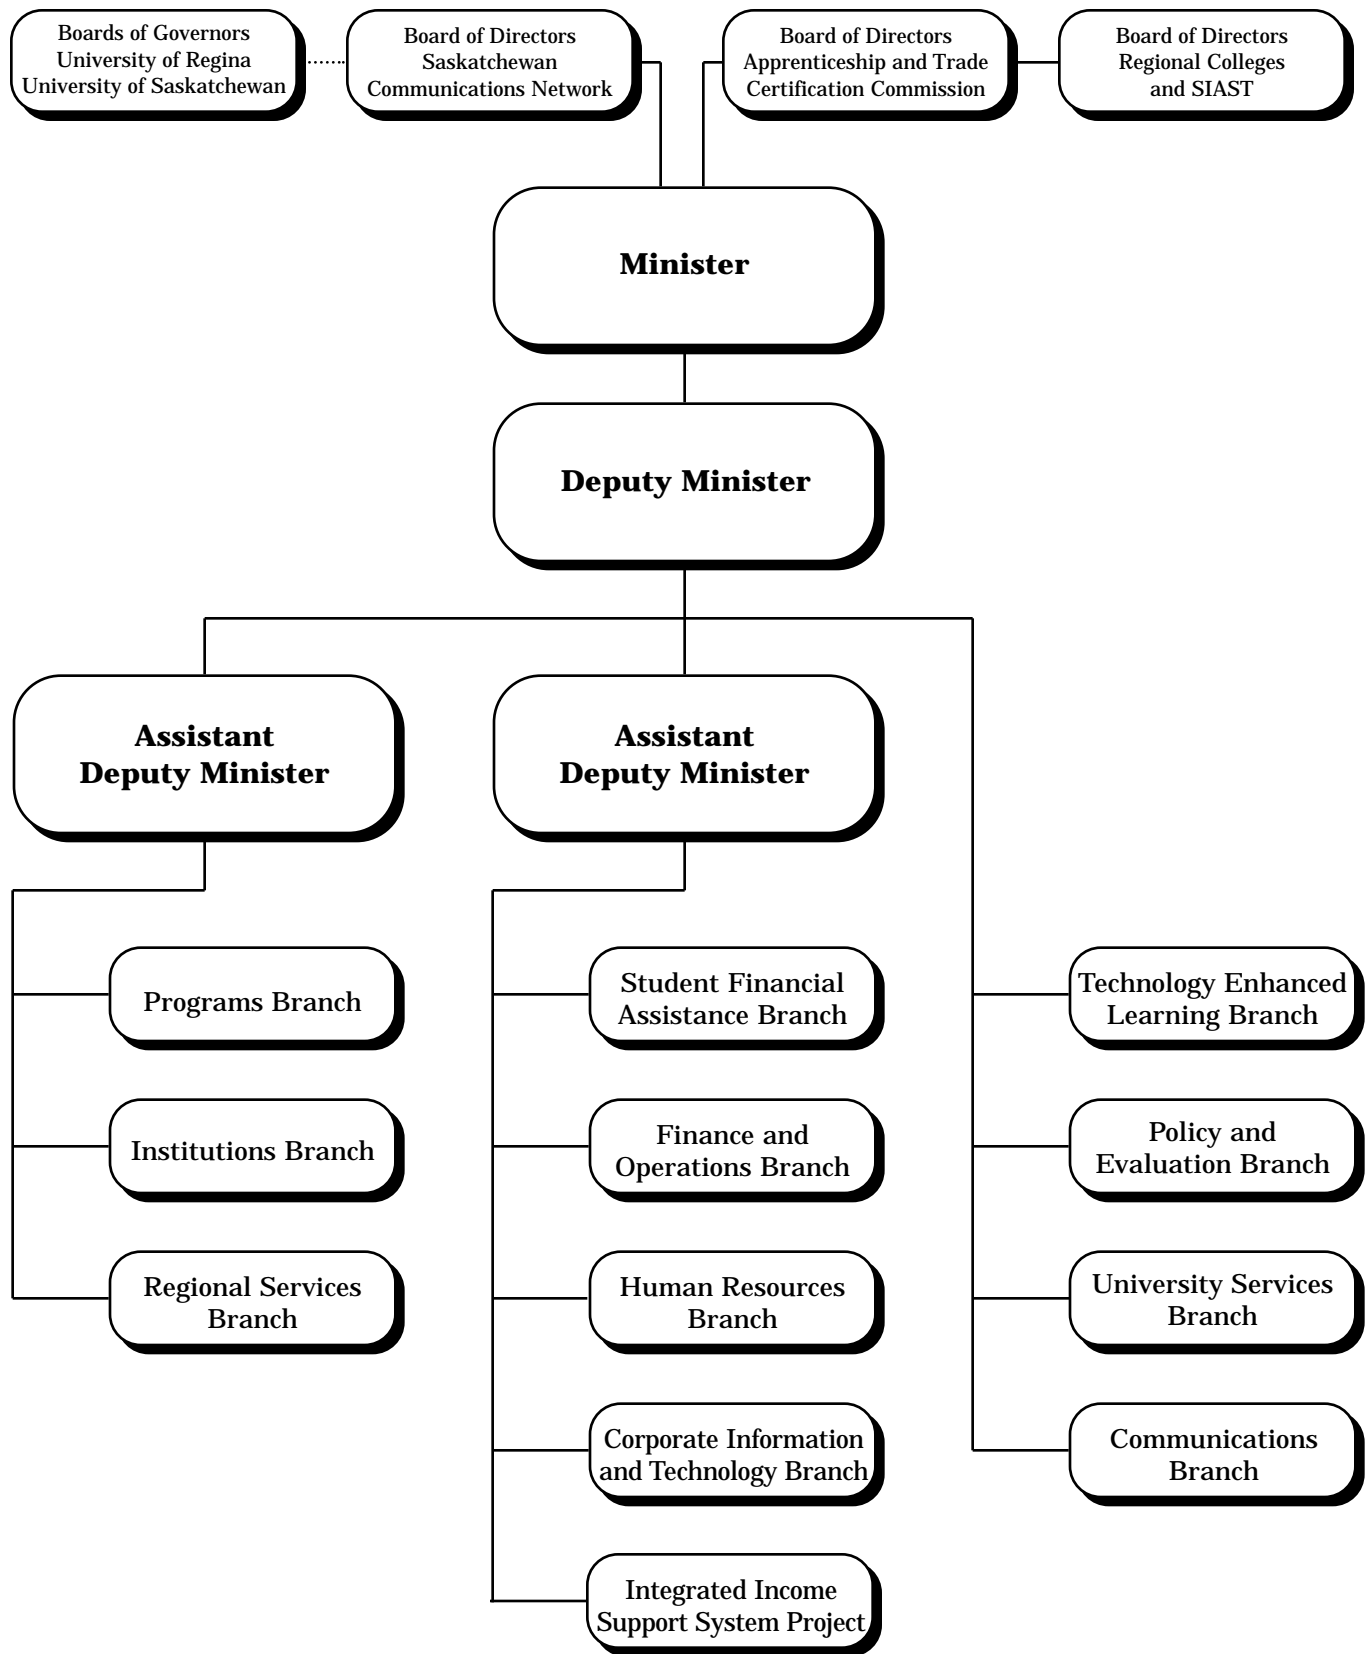 Boards of Governors
University of Regina
University of Saskatchewan
Board of Directors
Saskatchewan
Communications Network
Board of Directors
Apprenticeship and Trade
Certification Commission
Board of Directors
Regional Colleges
and SIAST
Minister
Deputy Minister
Assistant
Deputy Minister
Assistant
Deputy Minister
Programs Branch
Institutions Branch
Regional Services
Branch
Student Financial
Assistance Branch
Finance and
Operations Branch
Human Resources
Branch
Corporate Information
and Technology Branch
Integrated Income
Support System Project
Technology Enhanced
Learning Branch
Policy and
Evaluation Branch
University Services
Branch
Communications
Branch